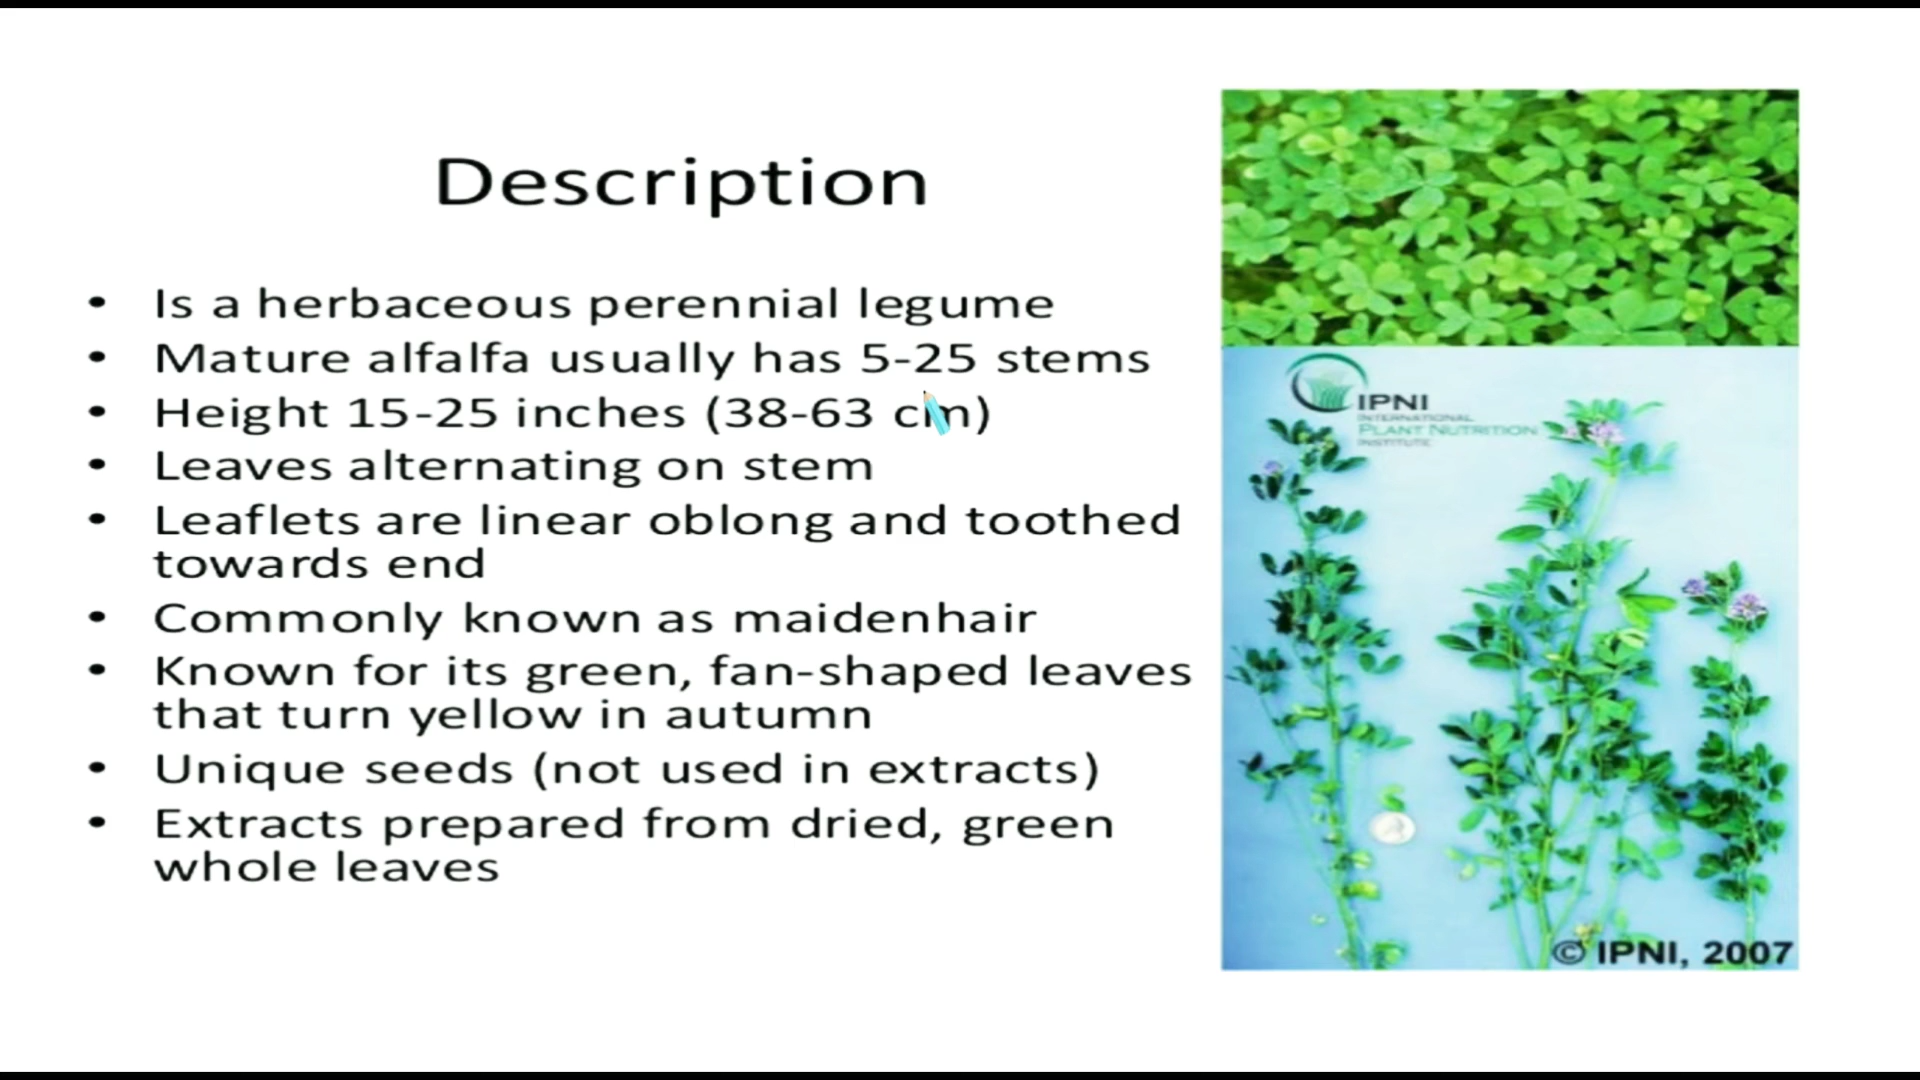 Description
• Is a herbaceous perennial legume
• Mature alfalfa usually has 5-25 stems
• Height 15-25 inches (38-63 cm)
• Leaves alternating on stem
• Leaflets are linear oblong and toothed
towards end
• Commonly known as maidenhair
• Known for its green, fan-shaped leaves
that turn yellow in autumn
• Unique seeds (not used in extracts)
• Extracts prepared from dried, green
whole leaves
IPNI
INTERNATIONAL
PLANT NUTRITION
INSTITUTE
© IPNI, 2007